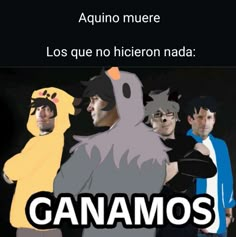 Aquino muere
Los que no hicieron nada:
GANAMOS